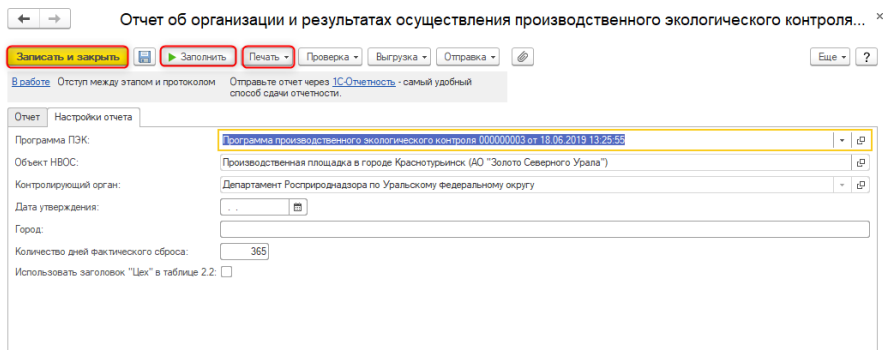 Отчет об организации и результатах осуществления производственного экологического контроля...
Записать и закрыть Заполнить Печать Проверка Выгрузка Отправка Еще ?
В работе Отступ между этапом и протоколом Отправьте отчет через 1С-Отчетность - самый удобный
способ сдачи отчетности.
Отчет Настройки отчета
Программа ПЭК: Программа производственного экологического контроля 000000003 от 18.06.2019 13:25:55
Объект НВОС: Производственная площадка в городе Краснотурьинск (АО "Золото Северного Урала")
Контролирующий орган: Департамент Росприроднадзора по Уральскому федеральному округу
Дата утверждения: . .
Город:
Количество дней фактического сброса: 365
Использовать заголовок "Цех" в таблице 2.2: